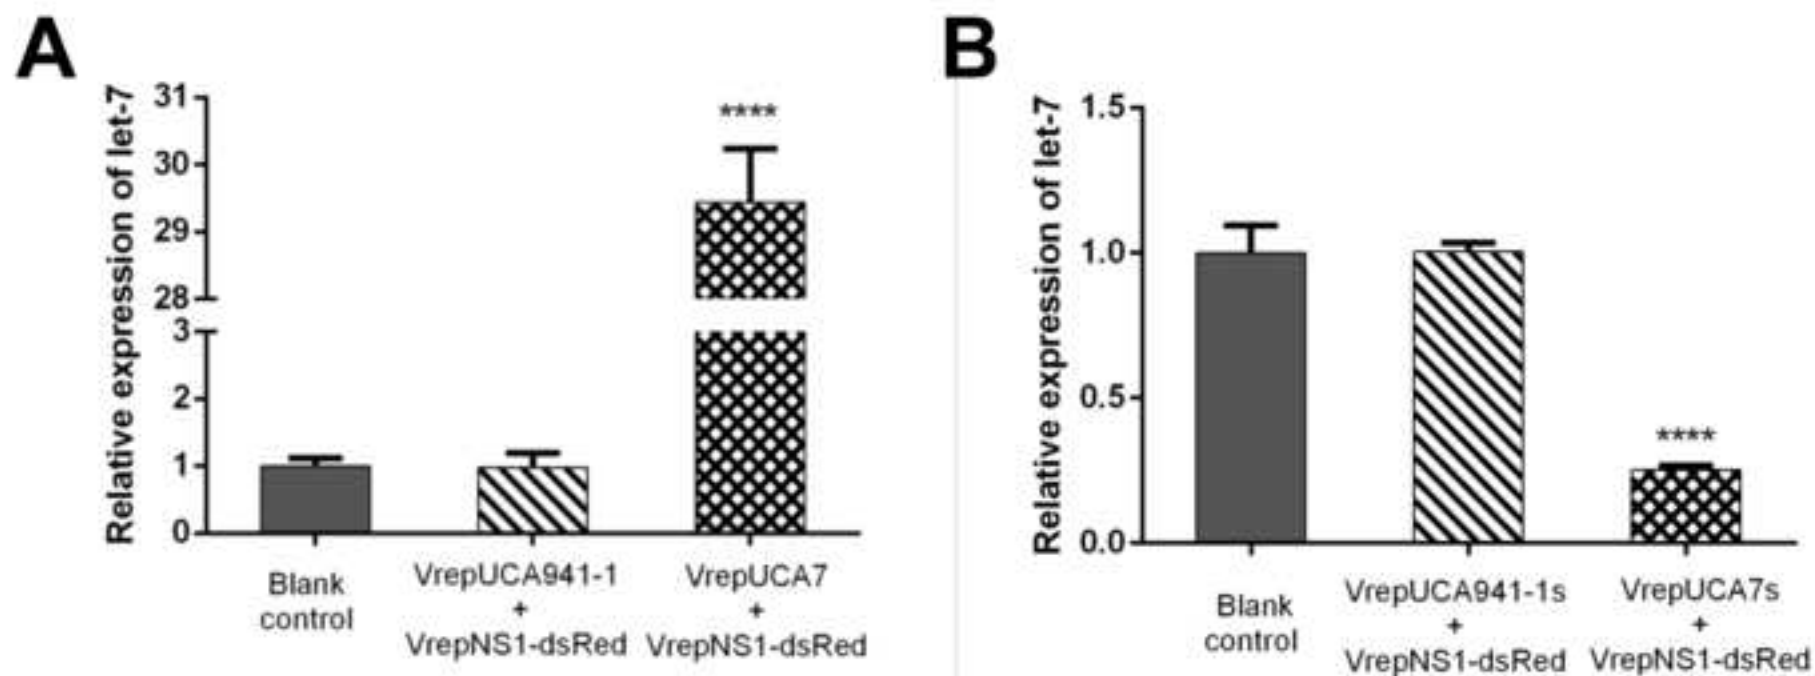 A
Relative expression of let-7
31
30
29
28
3
2
1
0
****
Blank
control
VrepUCA941-1
+
VrepNS1-dsRed
VrepUCA7
+
VrepNS1-dsRed
B
Relative expression of let-7
1.5
1.0
0.5
0.0
****
Blank
control
VrepUCA941-1s
+
VrepNS1-dsRed
VrepUCA7s
+
VrepNS1-dsRed